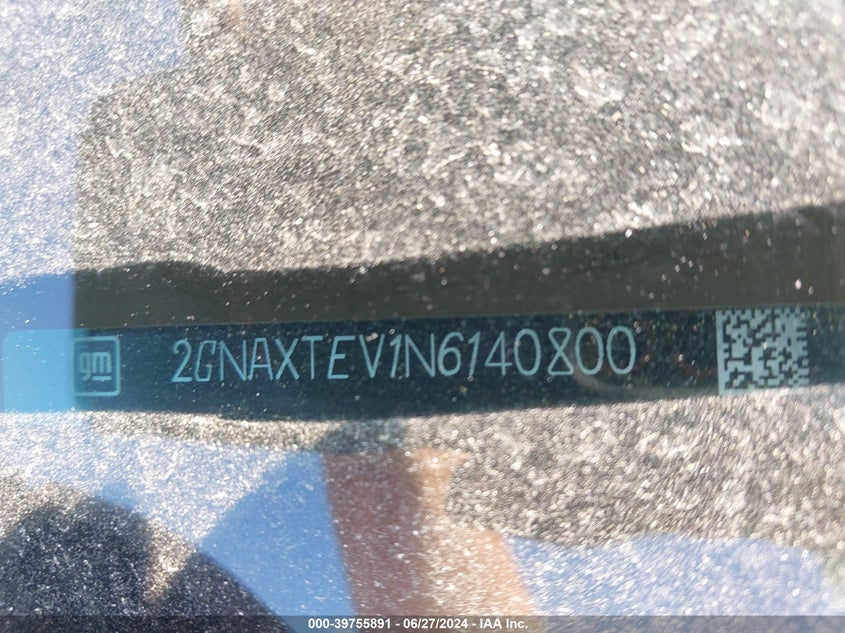 gm 2GNAXTEV1N6140800
000-39755891 - 06/27/2024 - IAA Inc.